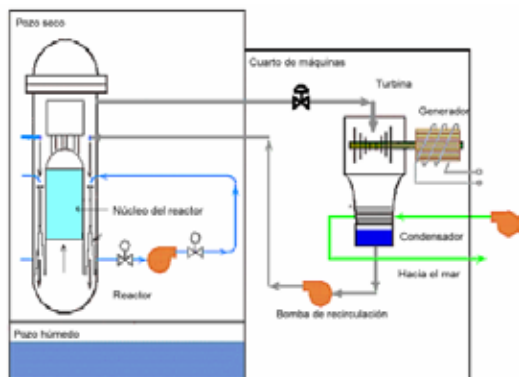 Pozo seco
Cuarto de máquinas
Turbina
Generador
Núcleo del reactor
Condensador
Hacia el mar
Reactor
Bomba de recirculación
Pozo húmedo